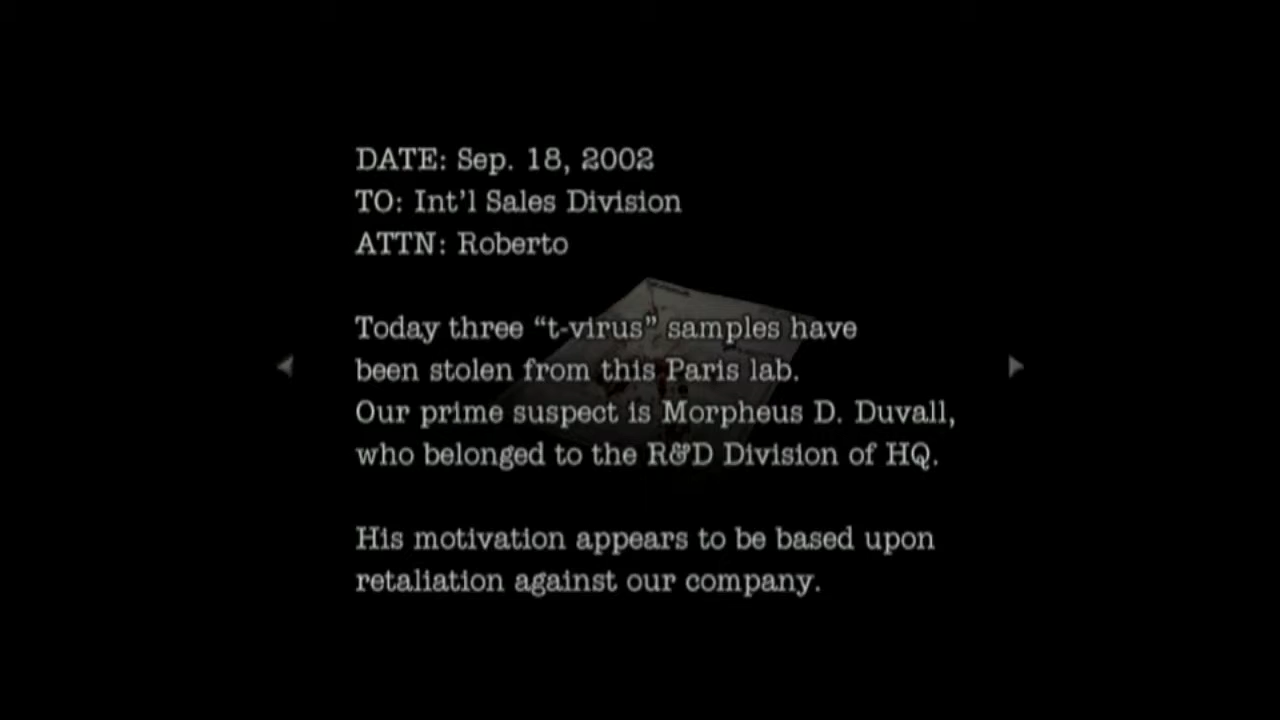 DATE: Sep. 18, 2002
TO: Int'l Sales Division
ATTN: Roberto
Today three “t-virus” samples have
been stolen from this Paris lab.
Our prime suspect is Morpheus D. Duvall,
who belonged to the R&D Division of HQ.
His motivation appears to be based upon
retaliation against our company.